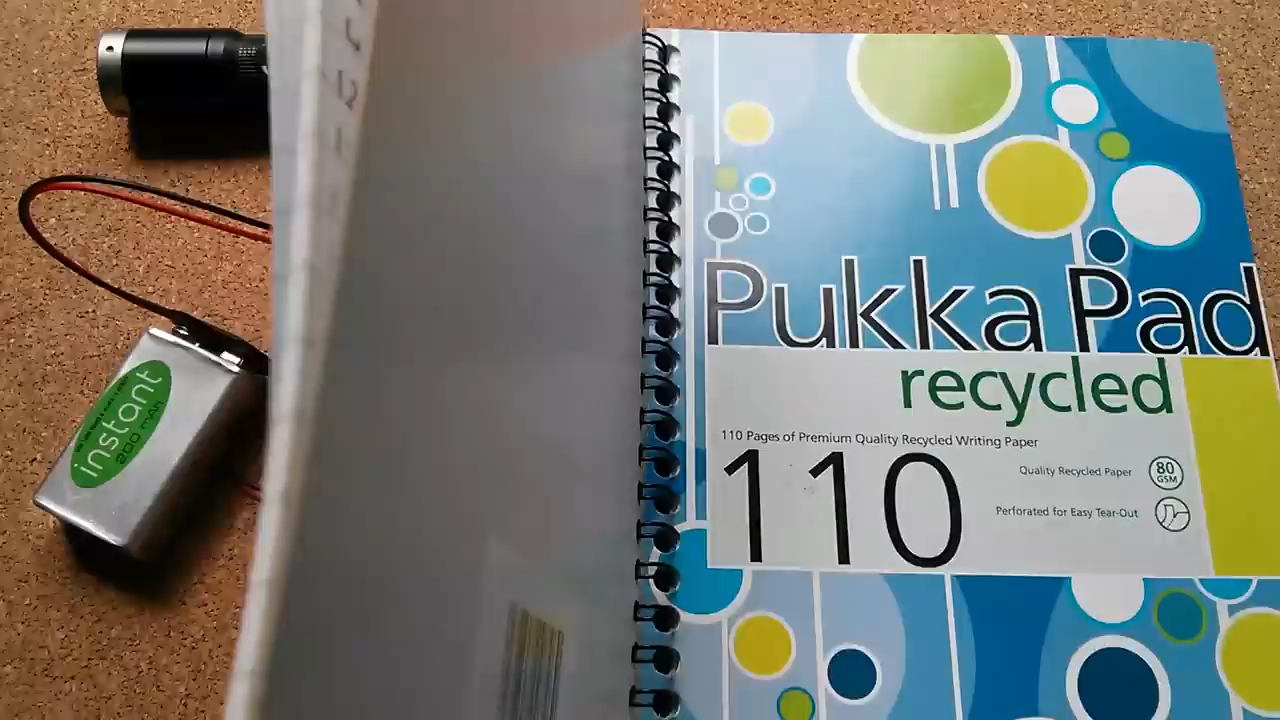 instant
200 mAh
Pukka Pad
recycled
110 Pages of Premium Quality Recycled Writing Paper
110
Quality Recycled Paper
80
GSM
Perforated for Easy Tear-Out